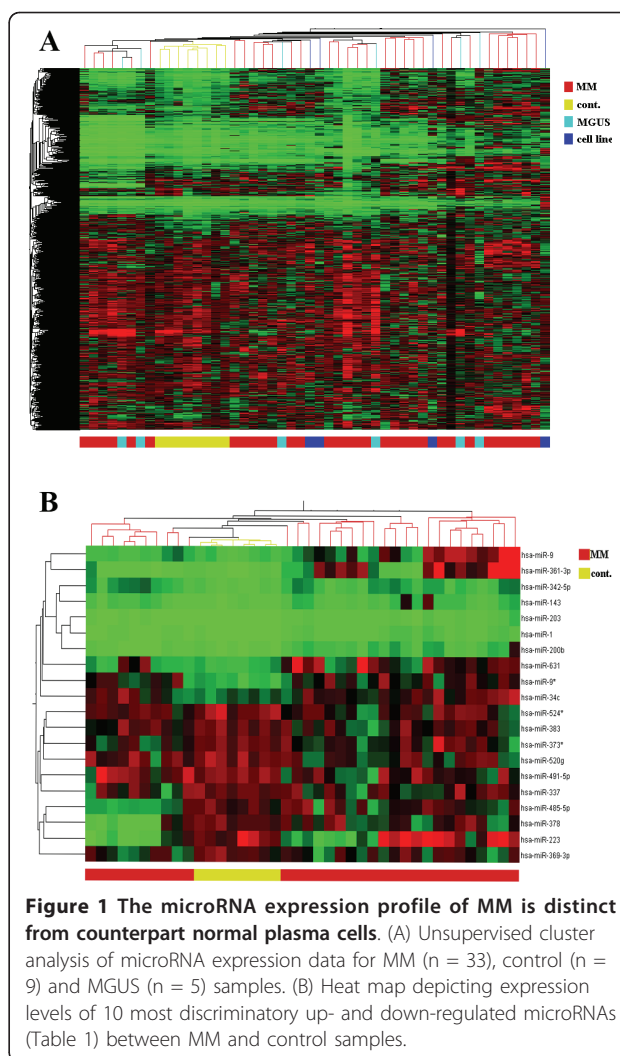 A
MM
cont.
MGUS
cell line
B
hsa-miR-9
hsa-miR-361-3p
hsa-miR-342-5p
hsa-miR-143
hsa-miR-203
hsa-miR-1
hsa-miR-200b
hsa-miR-631
hsa-miR-9*
hsa-miR-34c
hsa-miR-524*
hsa-miR-383
hsa-miR-373*
hsa-miR-520g
hsa-miR-491-5p
hsa-miR-337
hsa-miR-485-5p
hsa-miR-378
hsa-miR-223
hsa-miR-369-3p
MM
cont.
Figure 1 The microRNA expression profile of MM is distinct
from counterpart normal plasma cells. (A) Unsupervised cluster
analysis of microRNA expression data for MM (n = 33), control (n =
9) and MGUS (n = 5) samples. (B) Heat map depicting expression
levels of 10 most discriminatory up- and down-regulated microRNAs
(Table 1) between MM and control samples.